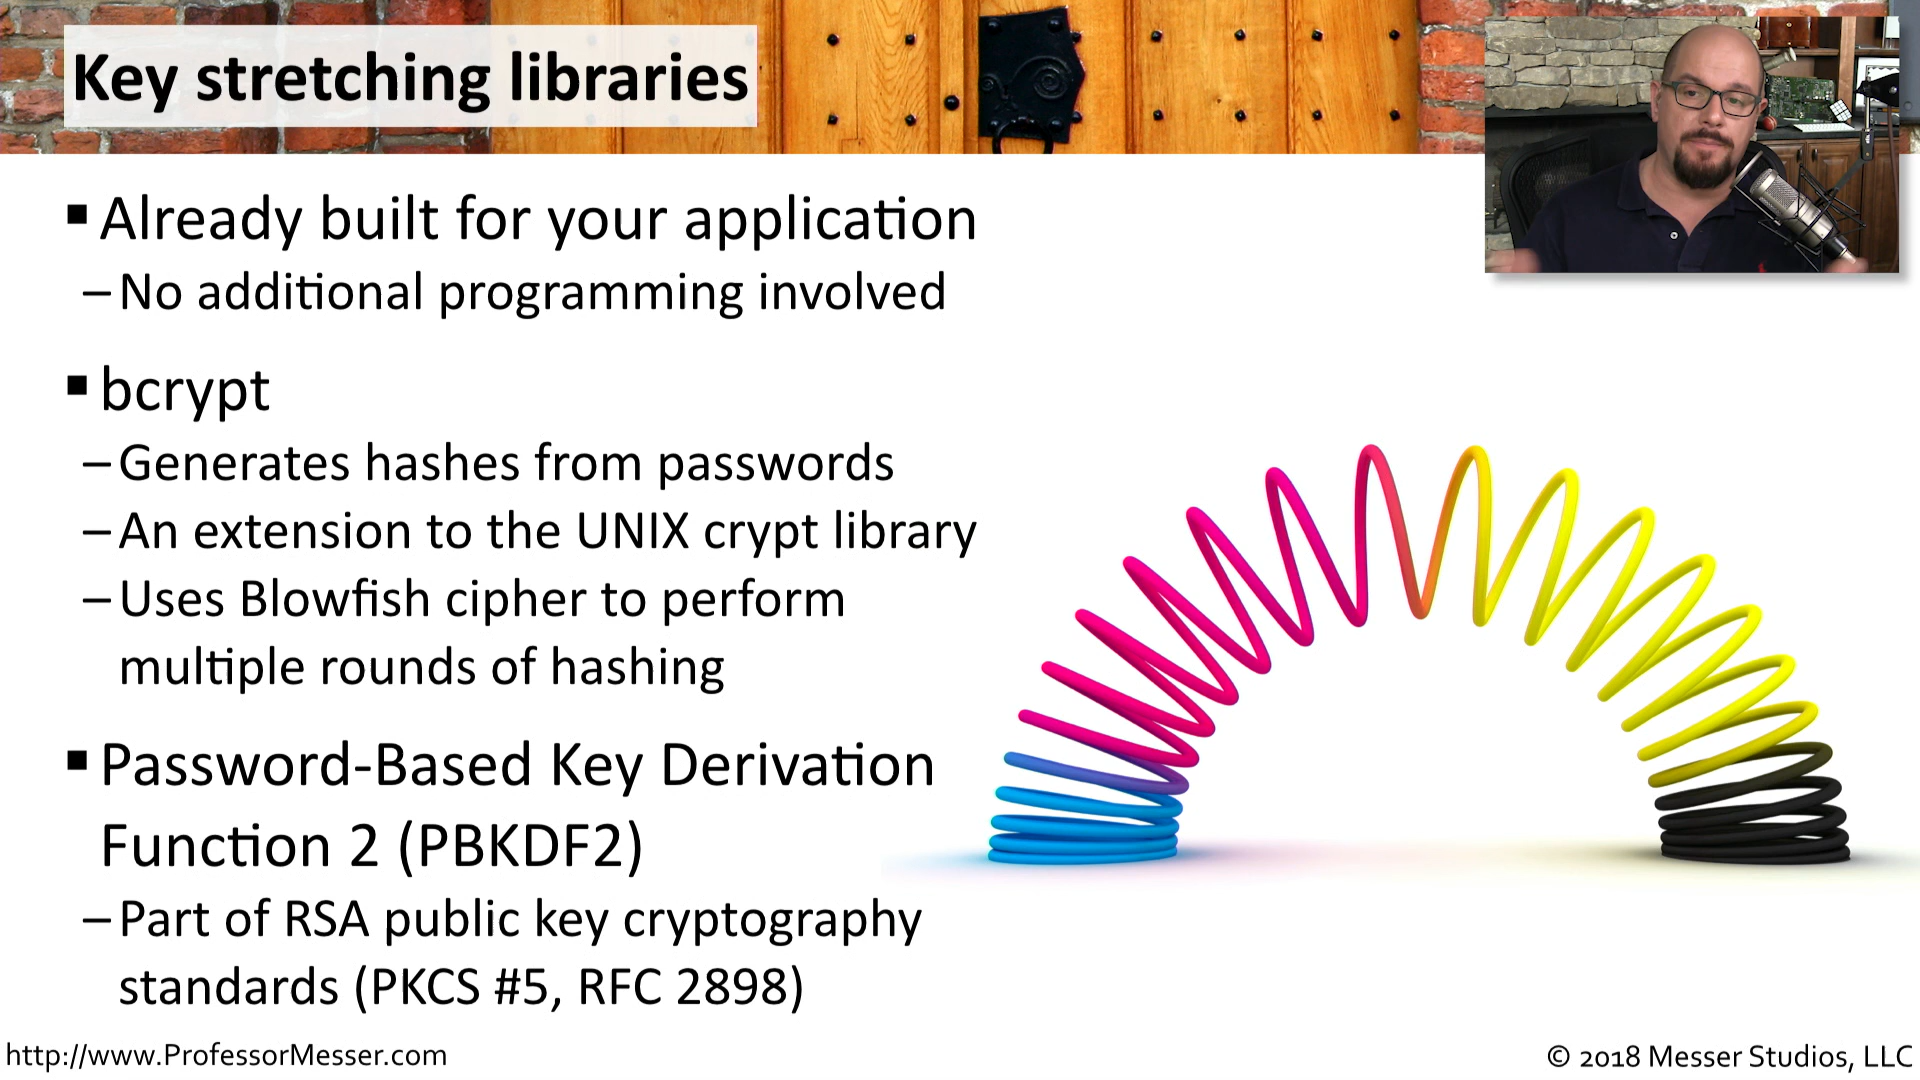 Key stretching libraries
▪ Already built for your application
– No additional programming involved
▪ bcrypt
– Generates hashes from passwords
– An extension to the UNIX crypt library
– Uses Blowfish cipher to perform
multiple rounds of hashing
▪ Password-Based Key Derivation
Function 2 (PBKDF2)
– Part of RSA public key cryptography
standards (PKCS #5, RFC 2898)
http://www.ProfessorMesser.com
© 2018 Messer Studios, LLC